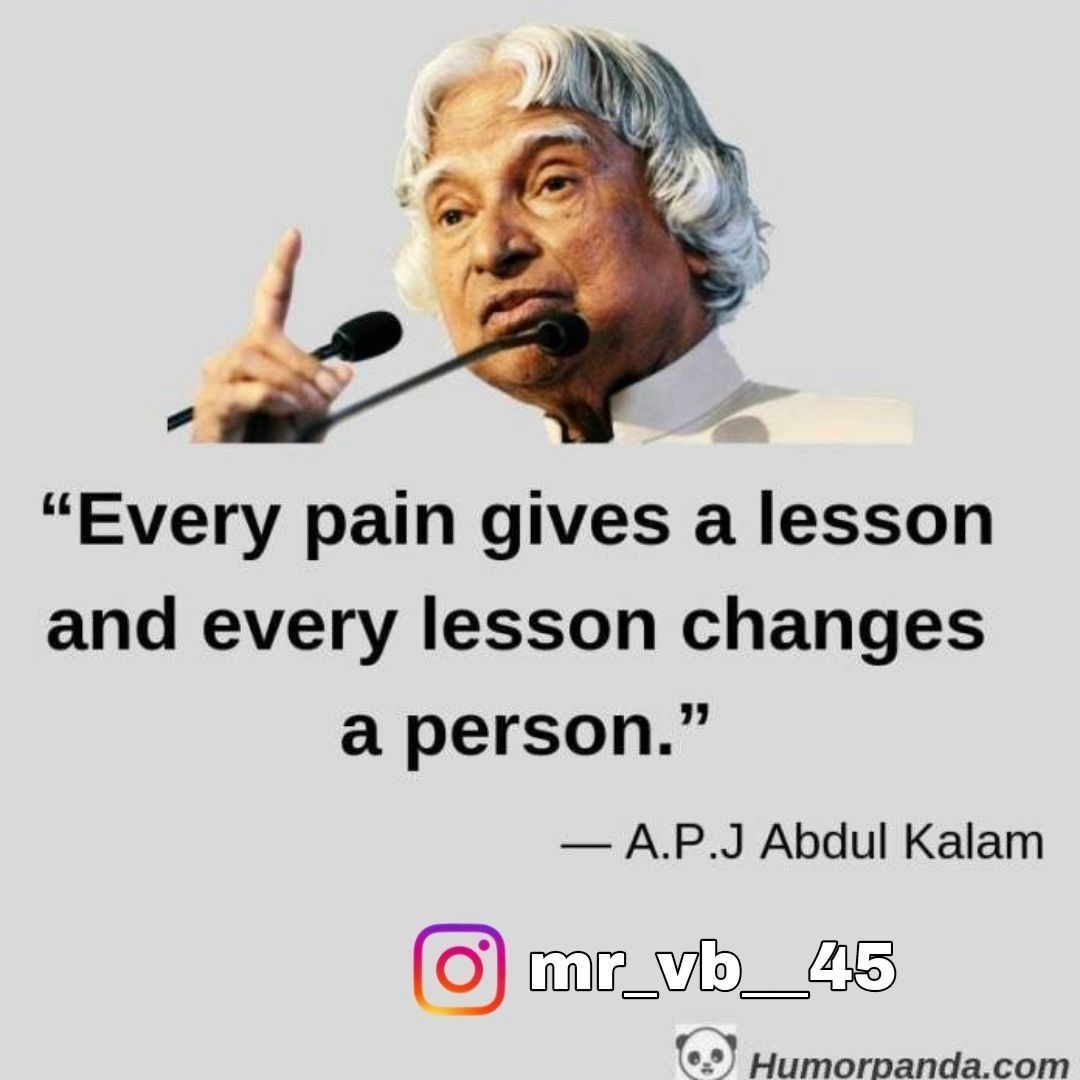 “Every pain gives a lesson
and every lesson changes
a person.”
— A.P.J Abdul Kalam
mr_vb__45
Humorpanda.com